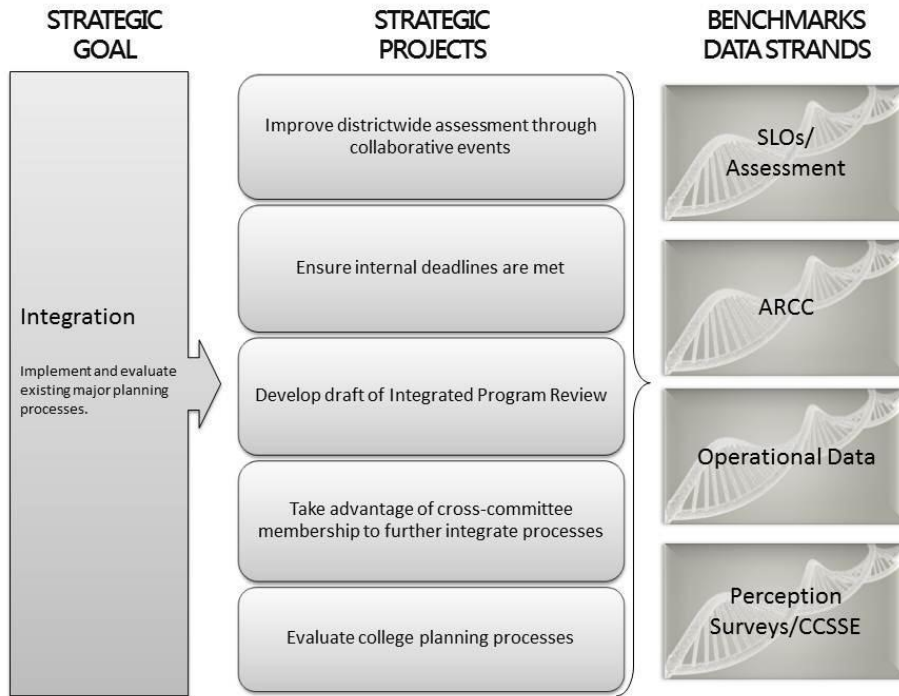 STRATEGIC
GOAL
STRATEGIC
PROJECTS
BENCHMARKS
DATA STRANDS
Integration
Implement and evaluate
existing major planning
processes.
Improve districtwide assessment through
collaborative events
Ensure internal deadlines are met
Develop draft of Integrated Program Review
Take advantage of cross-committee
membership to further integrate processes
Evaluate college planning processes
SLOs/
Assessment
ARCC
Operational Data
Perception
Surveys/CCSSE